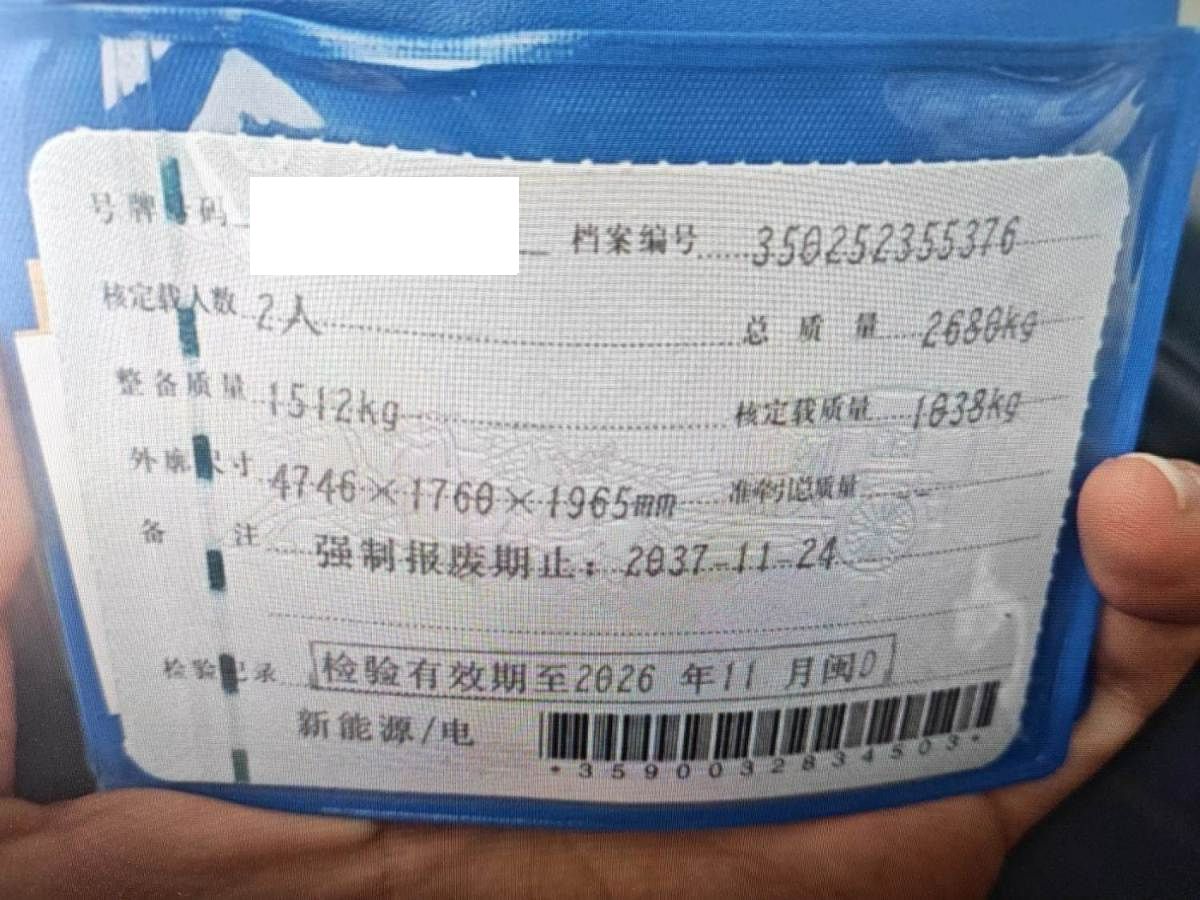 号牌号码 档案编号 350252355376
核定载人数 2人 总质量 2680kg
整备质量 1512kg 核定载质量 1038kg
外廓尺寸 4746×1760×1965mm 准牵引总质量 --
备注 强制报废期止：2037-11-24
检验记录 检验有效期至2026 年11 月闽D
新能源/电
*3590032834503*